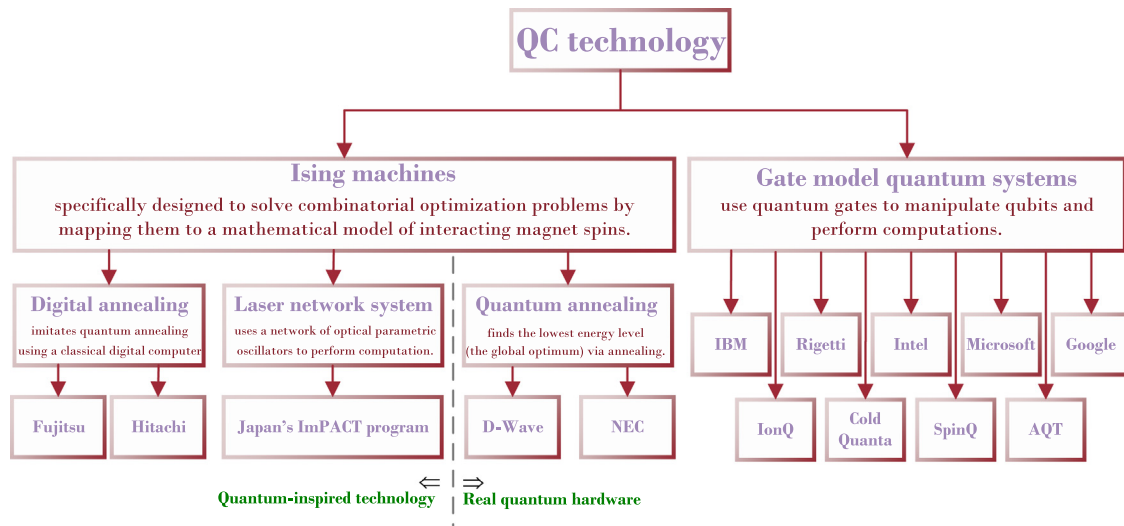 QC technology
Ising machines
specifically designed to solve combinatorial optimization problems by
mapping them to a mathematical model of interacting magnet spins.
Gate model quantum systems
use quantum gates to manipulate qubits and
perform computations.
Digital annealing
imitates quantum annealing
using a classical digital computer
Laser network system
uses a network of optical parametric
oscillators to perform computation.
Quantum annealing
finds the lowest energy level
(the global optimum) via annealing.
IBM
Rigetti
Intel
Microsoft
Google
Fujitsu
Hitachi
Japan's ImPACT program
D-Wave
NEC
IonQ
Cold
Quanta
SpinQ
AQT
⇐
⇒
Quantum-inspired technology
Real quantum hardware